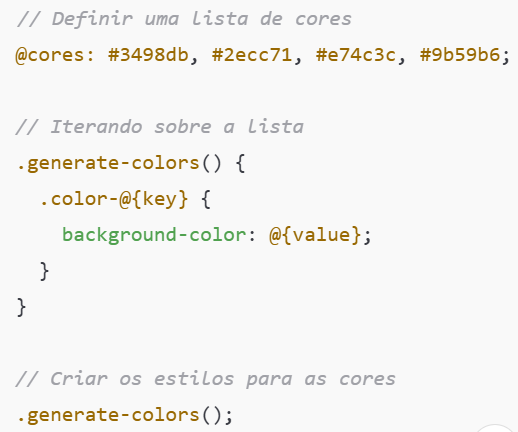 // Definir uma lista de cores
@cores: #3498db, #2ecc71, #e74c3c, #9b59b6;
// Iterando sobre a lista
.generate-colors() {
  .color-@{key} {
    background-color: @{value};
  }
}
// Criar os estilos para as cores
.generate-colors();